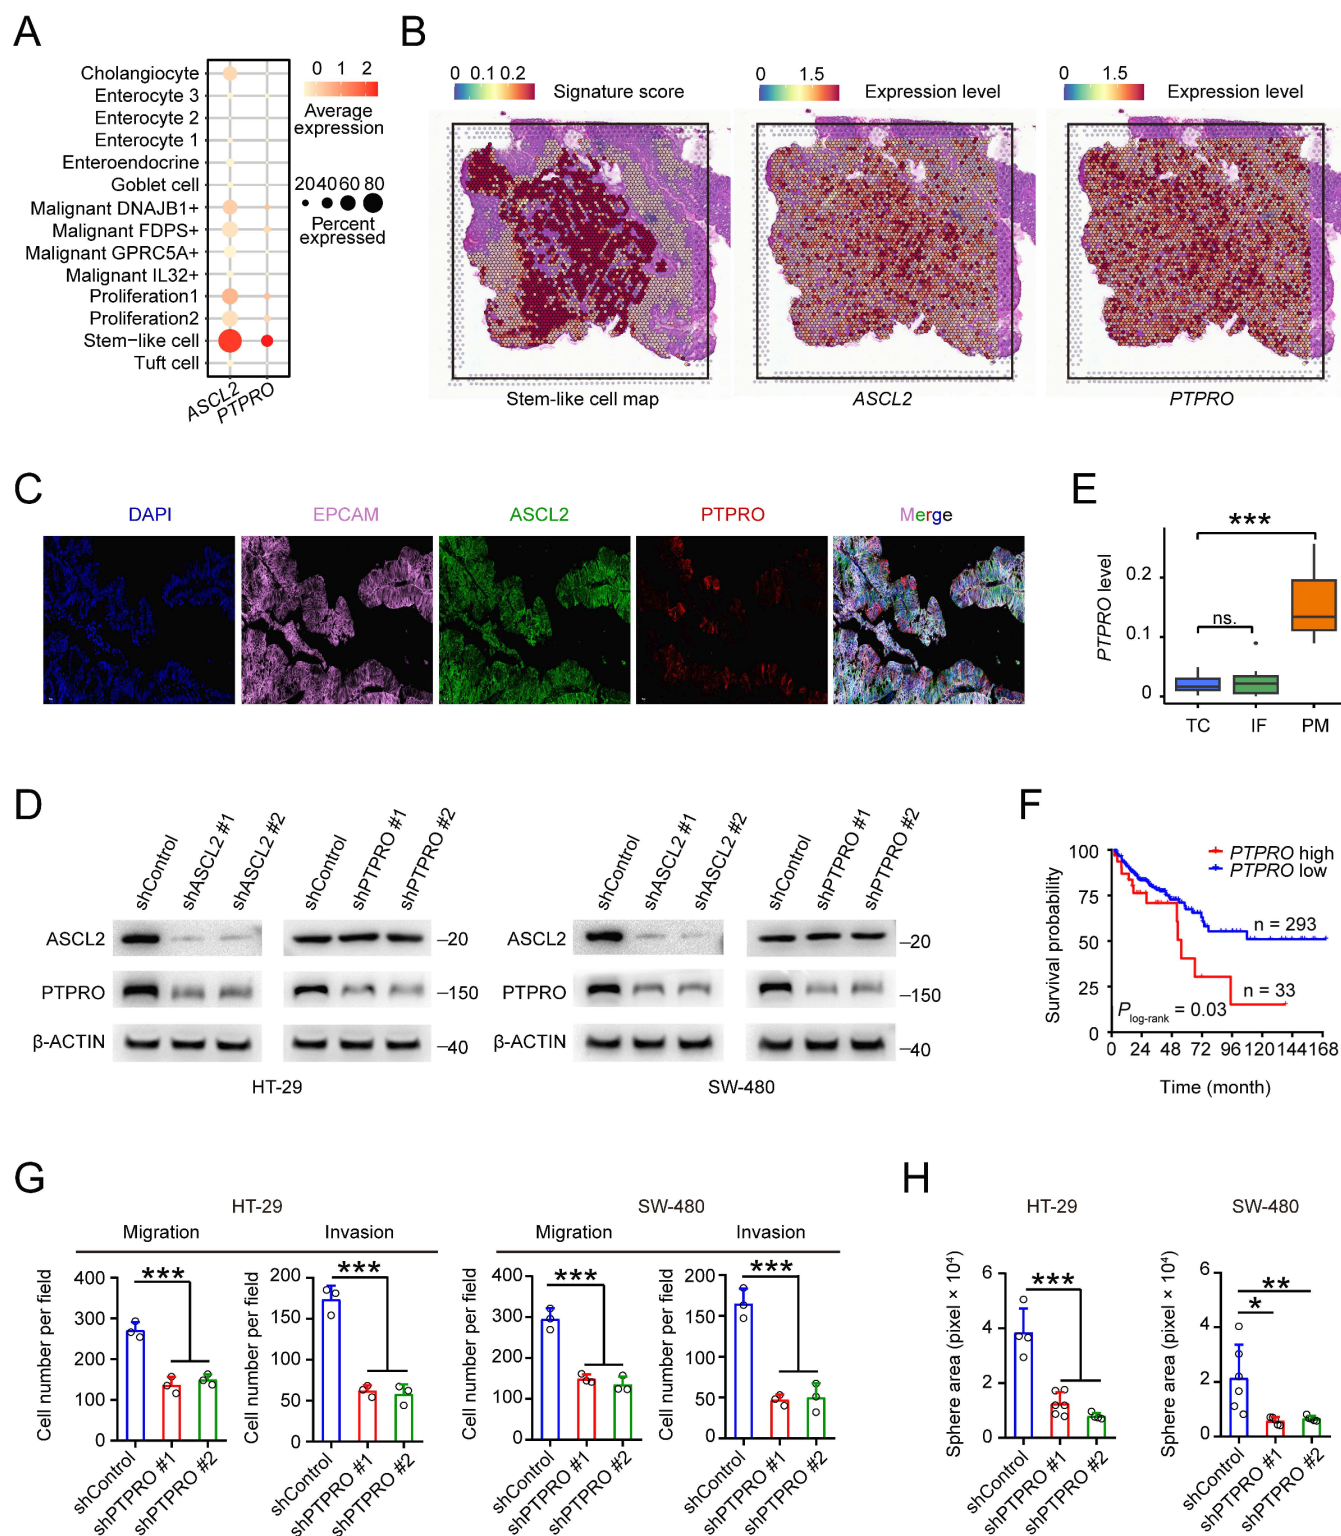 A
Cholangiocyte
Enterocyte 3
Enterocyte 2
Enterocyte 1
Enteroendocrine
Goblet cell
Malignant DNAJB1+
Malignant FDPS+
Malignant GPRC5A+
Malignant IL32+
Proliferation1
Proliferation2
Stem−like cell
Tuft cell
ASCL2
PTPRO
0 1 2
Average
expression
20 40 60 80
Percent
expressed
B
0 0.1 0.2
Signature score
0 1.5
Expression level
0 1.5
Expression level
Stem-like cell map
ASCL2
PTPRO
C
DAPI
EPCAM
ASCL2
PTPRO
Merge
E
PTPRO level
0.2
0.1
0
***
ns.
TC IF PM
D
shControl
shASCL2 #1
shASCL2 #2
shControl
shPTPRO #1
shPTPRO #2
shControl
shASCL2 #1
shASCL2 #2
shControl
shPTPRO #1
shPTPRO #2
ASCL2
–20
PTPRO
–150
β-ACTIN
–40
HT-29
ASCL2
–20
PTPRO
–150
β-ACTIN
–40
SW-480
F
Survival probability
100
75
50
25
0
PTPRO high
PTPRO low
n = 293
n = 33
Plog-rank = 0.03
0 24 48 72 96 120 144 168
Time (month)
G
HT-29
Migration
Invasion
SW-480
Migration
Invasion
Cell number per field
400
300
200
100
0
***
shControl
shPTPRO #1
shPTPRO #2
Cell number per field
200
150
100
50
0
***
shControl
shPTPRO #1
shPTPRO #2
Cell number per field
400
300
200
100
0
***
shControl
shPTPRO #1
shPTPRO #2
Cell number per field
200
150
100
50
0
***
shControl
shPTPRO #1
shPTPRO #2
H
HT-29
SW-480
Sphere area (pixel × 10⁴)
6
4
2
0
***
shControl
shPTPRO #1
shPTPRO #2
Sphere area (pixel × 10⁴)
6
4
2
0
**
*
shControl
shPTPRO #1
shPTPRO #2